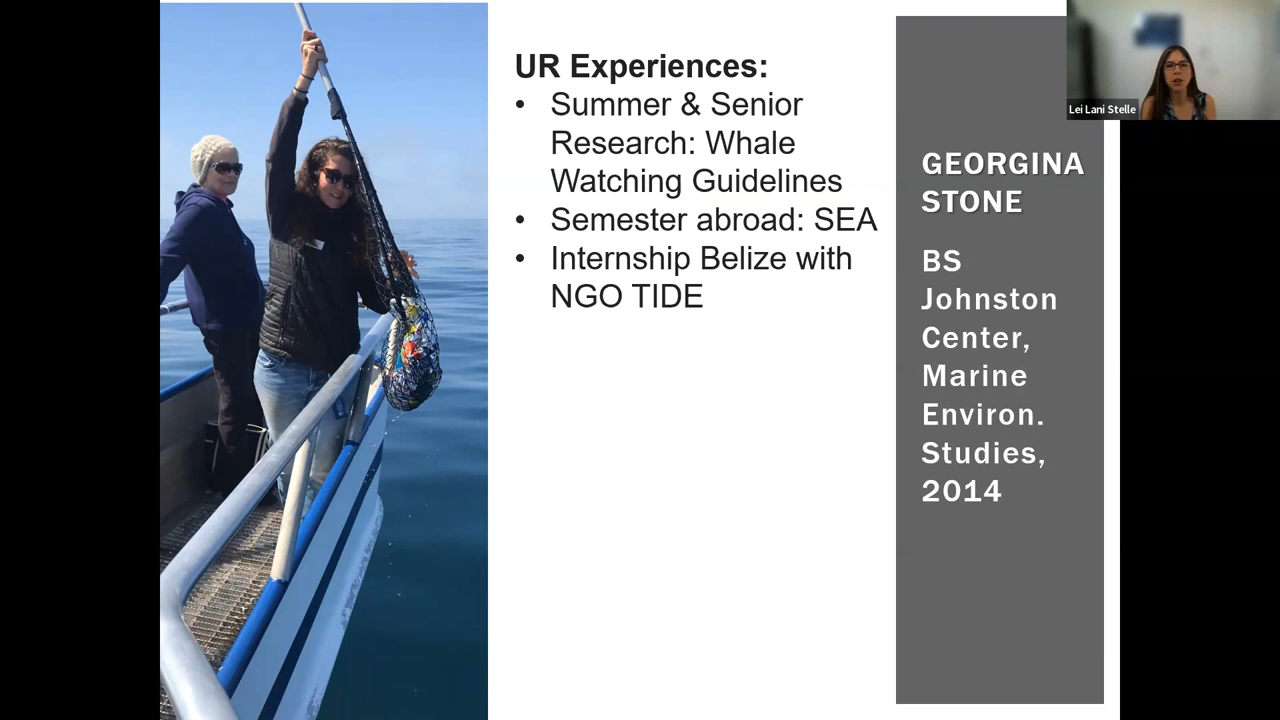 UR Experiences:
• Summer & Senior
Research: Whale
Watching Guidelines
• Semester abroad: SEA
• Internship Belize with
NGO TIDE
Lei Lani Stelle
GEORGINA
STONE
BS
Johnston
Center,
Marine
Environ.
Studies,
2014